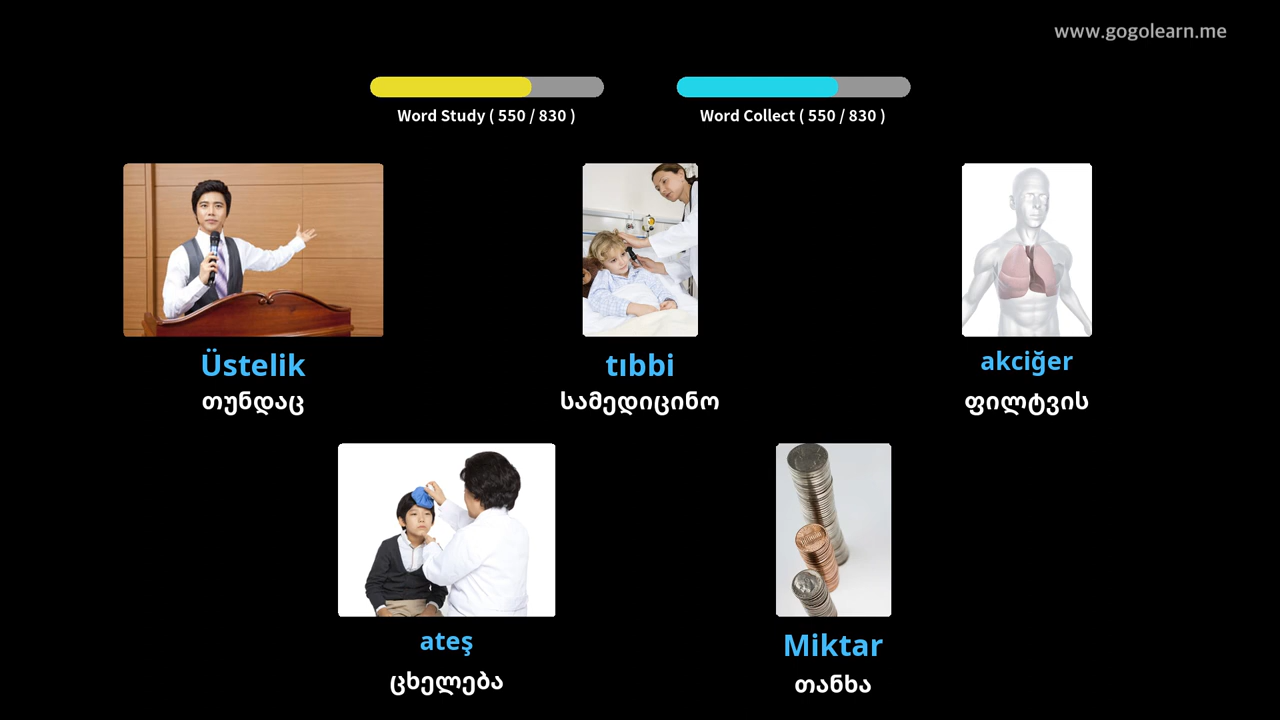 www.gogolearn.me
Word Study ( 550 / 830 )
Word Collect ( 550 / 830 )
Üstelik
თუნდაც
tıbbi
სამედიცინო
akciğer
ფილტვის
ateş
ცხელება
Miktar
თანხა